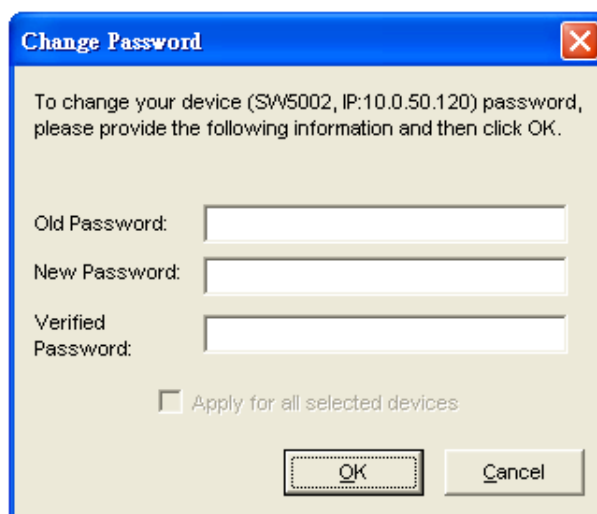 Change Password
To change your device (SW5002, IP:10.0.50.120) password,
please provide the following information and then click OK.
Old Password:
New Password:
Verified
Password:
Apply for all selected devices
OK
Cancel